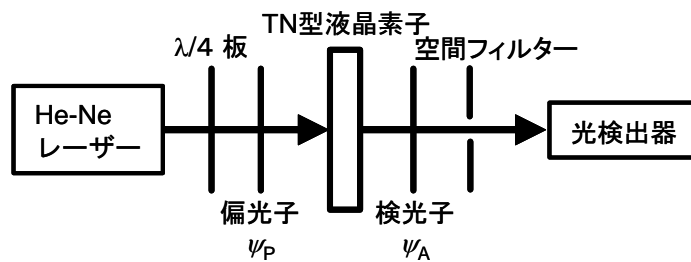 TN型液晶素子
λ/4 板
空間フィルター
He-Ne
レーザー
光検出器
偏光子
検光子
ψP
ψA